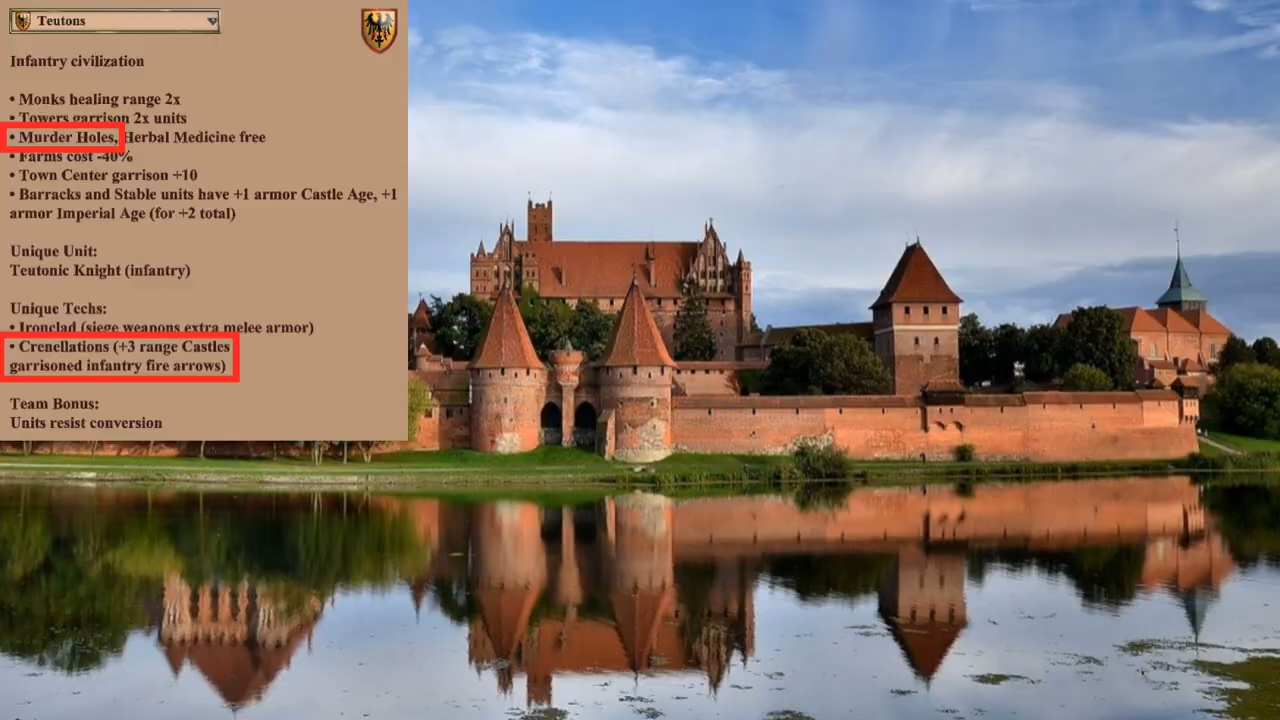 Teutons
Infantry civilization
• Monks healing range 2x
• Towers garrison 2x units
• Murder Holes, Herbal Medicine free
• Farms cost -40%
• Town Center garrison +10
• Barracks and Stable units have +1 armor Castle Age, +1
armor Imperial Age (for +2 total)
Unique Unit:
Teutonic Knight (infantry)
Unique Techs:
• Ironclad (siege weapons extra melee armor)
• Crenellations (+3 range Castles
garrisoned infantry fire arrows)
Team Bonus:
Units resist conversion